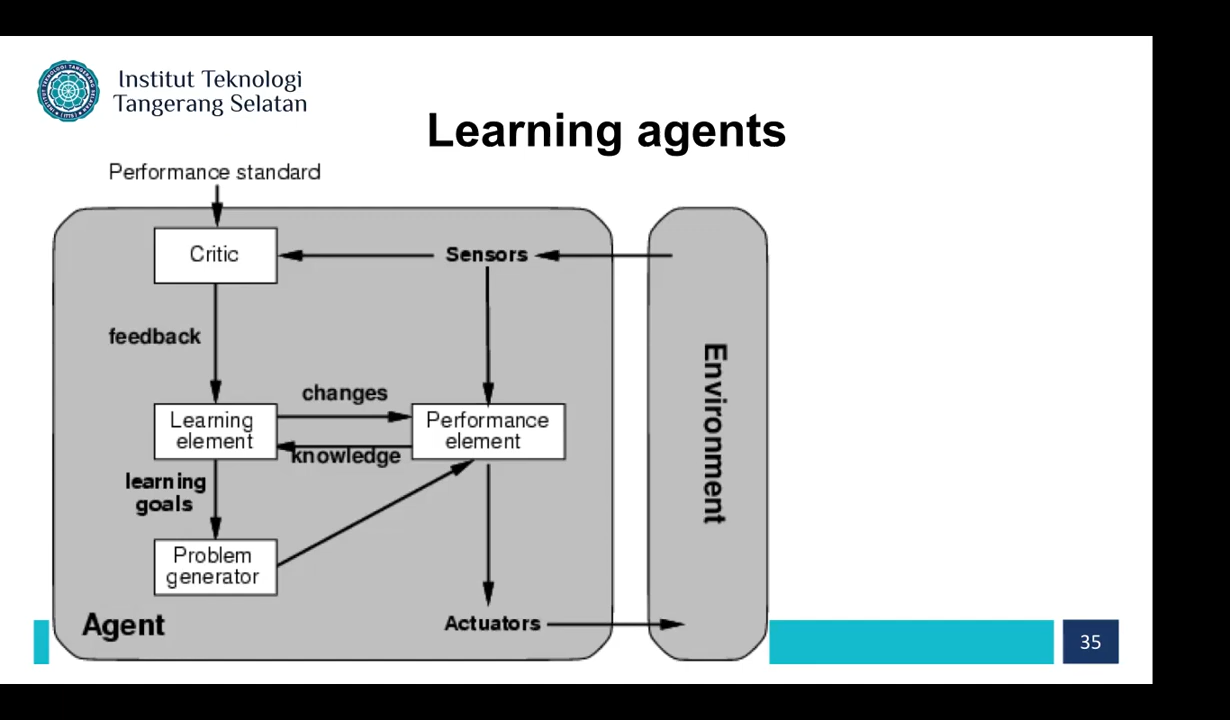 Institut Teknologi
Tangerang Selatan
Learning agents
Performance standard
Critic
Sensors
feedback
changes
Learning
element
Performance
element
knowledge
learning
goals
Problem
generator
Agent
Actuators
Environment
35